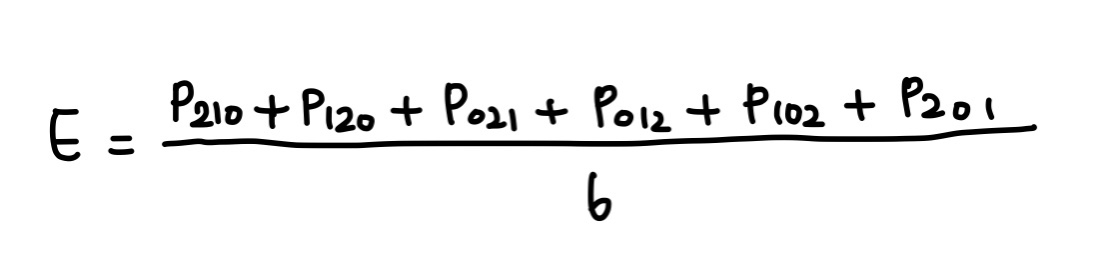 E = (P₂₁₀ + P₁₂₀ + P₀₂₁ + P₀₁₂ + P₁₀₂ + P₂₀₁) / 6